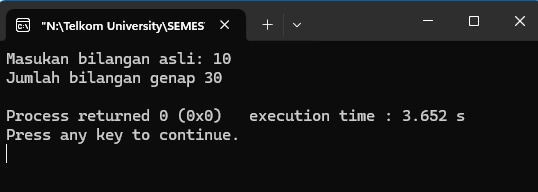 "N:\Telkom University\SEMES
Masukan bilangan asli: 10
Jumlah bilangan genap 30
Process returned 0 (0x0)   execution time : 3.652 s
Press any key to continue.